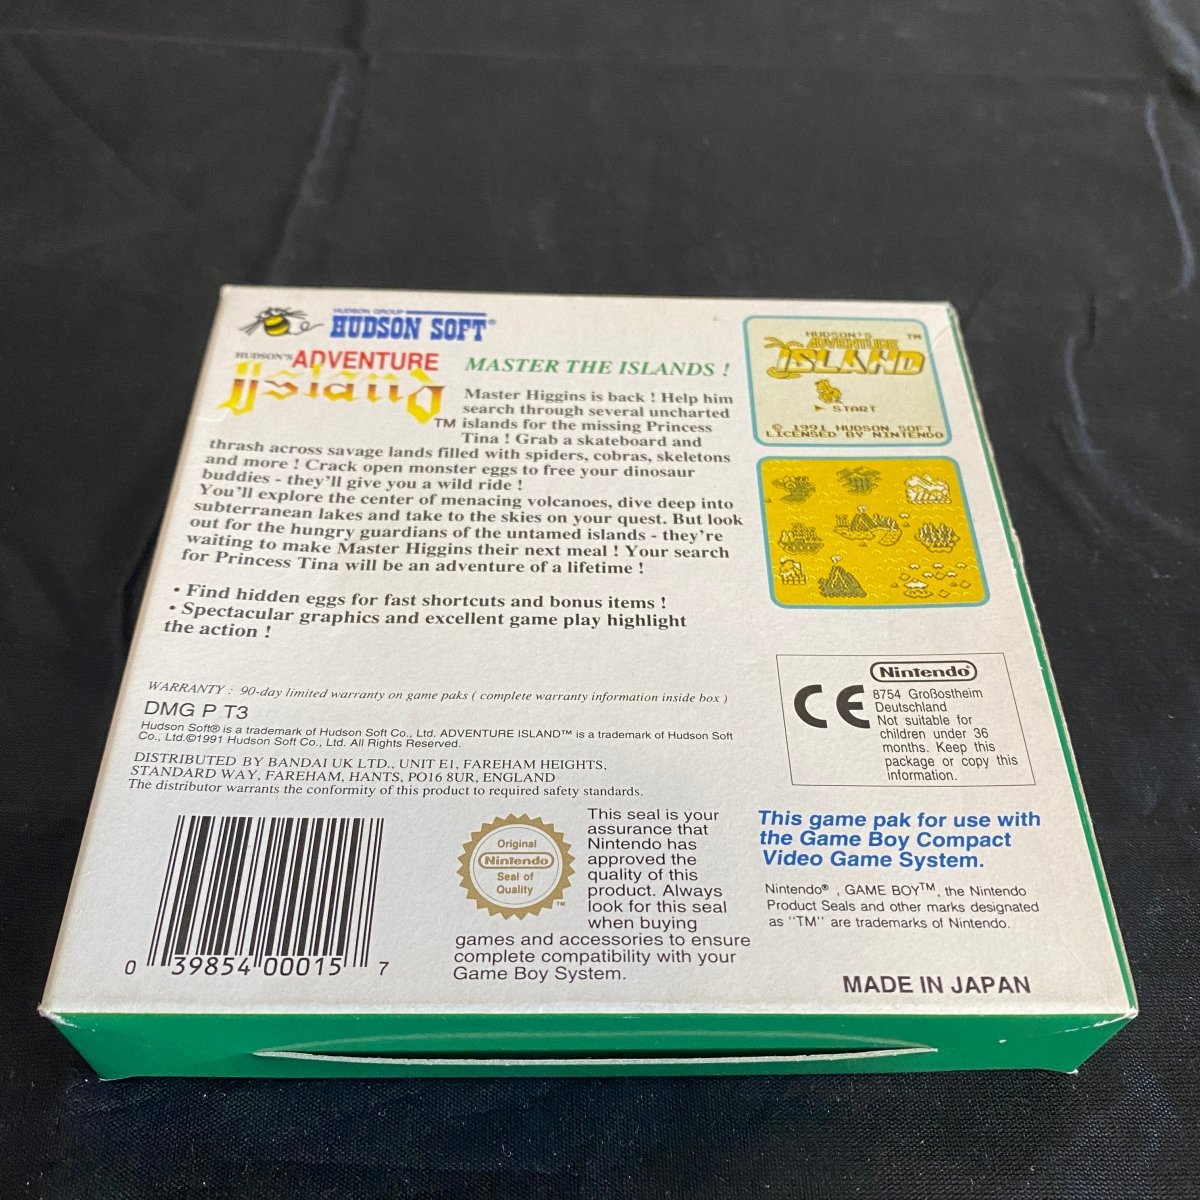 HUDSON GROUP
HUDSON SOFT®
HUDSON'S ADVENTURE
Island
TM
MASTER THE ISLANDS !
Master Higgins is back ! Help him
search through several uncharted
islands for the missing Princess
Tina ! Grab a skateboard and
thrash across savage lands filled with spiders, cobras, skeletons
and more ! Crack open monster eggs to free your dinosaur
buddies - they'll give you a wild ride !
You'll explore the center of menacing volcanoes, dive deep into
subterranean lakes and take to the skies on your quest. But look
out for the hungry guardians of the untamed islands - they're
waiting to make Master Higgins their next meal ! Your search
for Princess Tina will be an adventure of a lifetime !
• Find hidden eggs for fast shortcuts and bonus items !
• Spectacular graphics and excellent game play highlight
the action !
HUDSON'S
ADVENTURE
ISLAND
TM
START
© 1991 HUDSON SOFT
LICENSED BY NINTENDO
WARRANTY : 90-day limited warranty on game paks ( complete warranty information inside box )
DMG P T3
Hudson Soft® is a trademark of Hudson Soft Co., Ltd. ADVENTURE ISLAND™ is a trademark of Hudson Soft
Co., Ltd.©1991 Hudson Soft Co., Ltd. All Rights Reserved.
DISTRIBUTED BY BANDAI UK LTD., UNIT E1, FAREHAM HEIGHTS,
STANDARD WAY, FAREHAM, HANTS, PO16 8UR, ENGLAND
The distributor warrants the conformity of this product to required safety standards.
CE
Nintendo®
8754 Großostheim
Deutschland
Not suitable for
children under 36
months. Keep this
package or copy this
information.
0 39854 00015 7
Original
Nintendo
Seal of
Quality
TM
This seal is your
assurance that
Nintendo has
approved the
quality of this
product. Always
look for this seal
when buying
games and accessories to ensure
complete compatibility with your
Game Boy System.
This game pak for use with
the Game Boy Compact
Video Game System.
Nintendo® , GAME BOY™, the Nintendo
Product Seals and other marks designated
as "TM" are trademarks of Nintendo.
MADE IN JAPAN